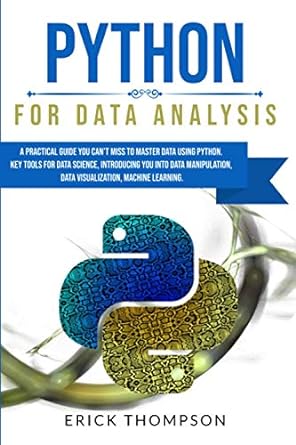 PYTHON
FOR DATA ANALYSIS
A PRACTICAL GUIDE YOU CAN'T MISS TO MASTER DATA USING PYTHON.
KEY TOOLS FOR DATA SCIENCE, INTRODUCING YOU INTO DATA MANIPULATION,
DATA VISUALIZATION, MACHINE LEARNING.
ERICK THOMPSON